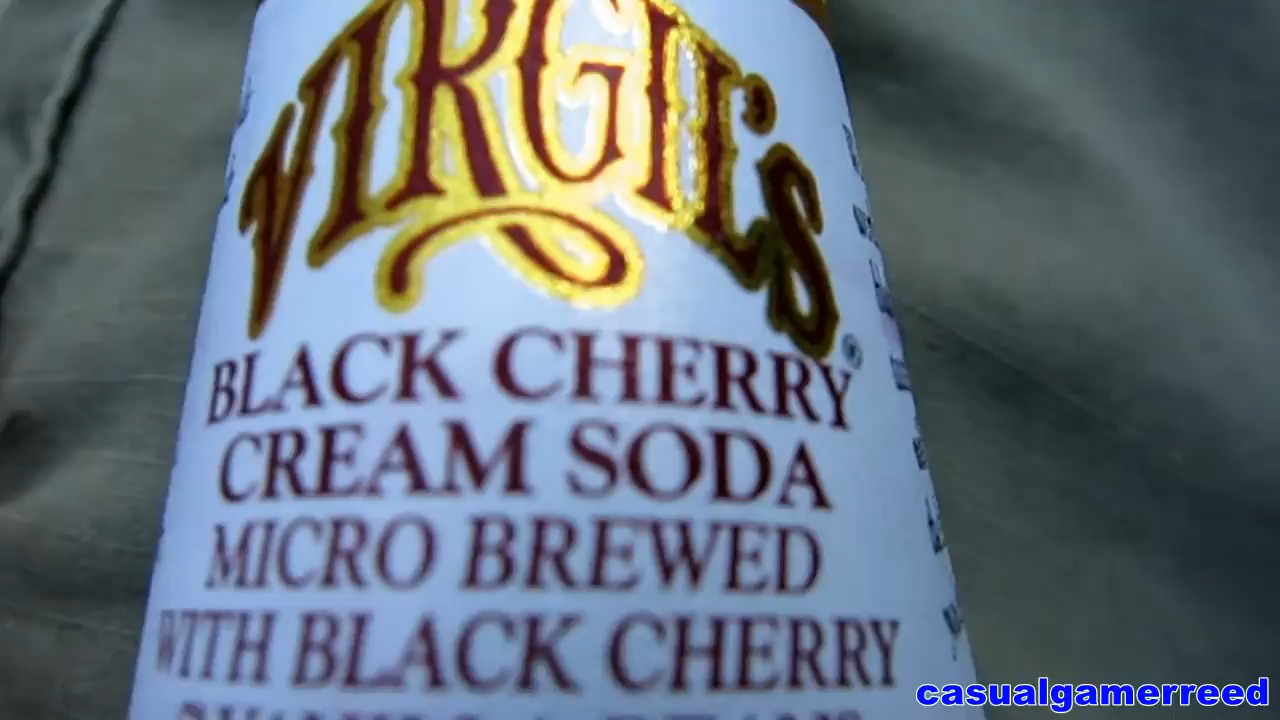 VIRGIL'S®
BLACK CHERRY
CREAM SODA
MICRO BREWED
WITH BLACK CHERRY
casualgamerreed